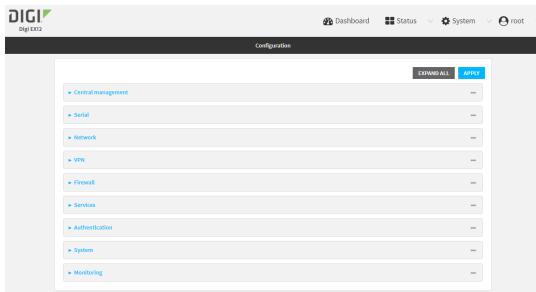 DIGI
Digi EX12
Dashboard Status System root
Configuration
EXPAND ALL APPLY
Central management
Serial
Network
VPN
Firewall
Services
Authentication
System
Monitoring